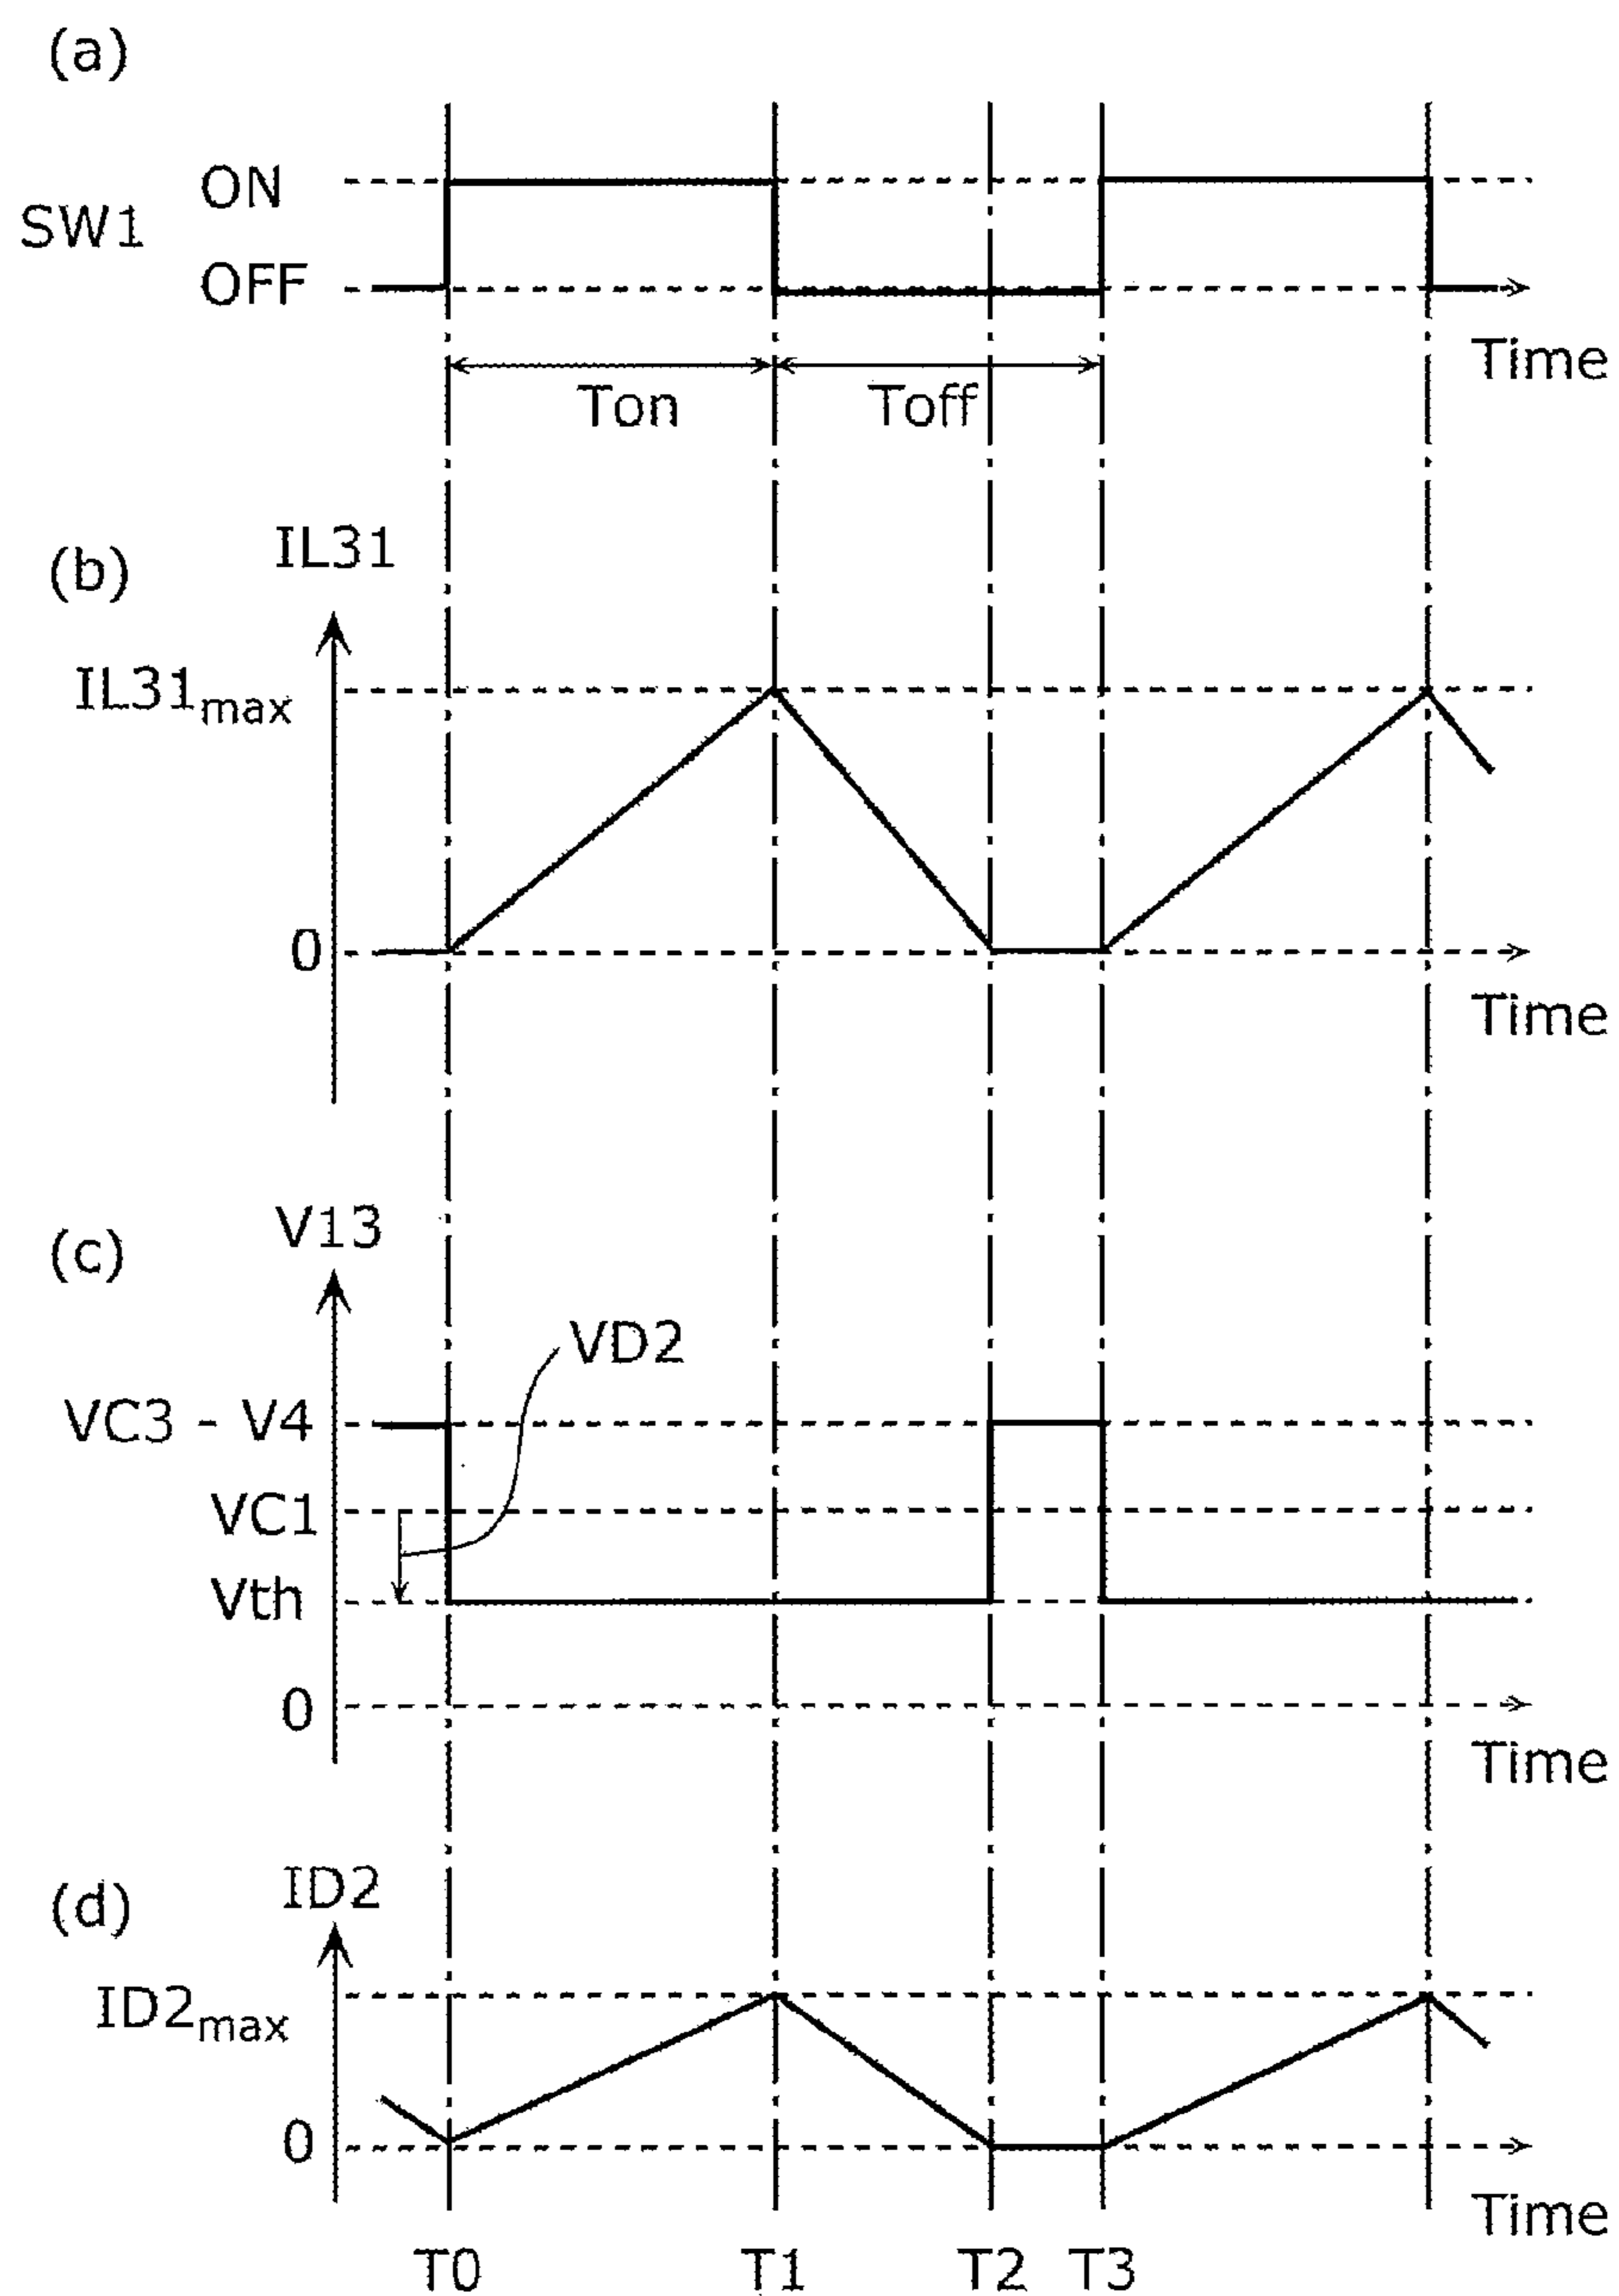 (a)
ON
SW1
OFF
Time
Ton
Toff
(b)
IL31
IL31max
0
Time
(c)
V13
VD2
VC3 - V4
VC1
Vth
0
Time
(d)
ID2
ID2max
0
Time
T0 T1 T2 T3